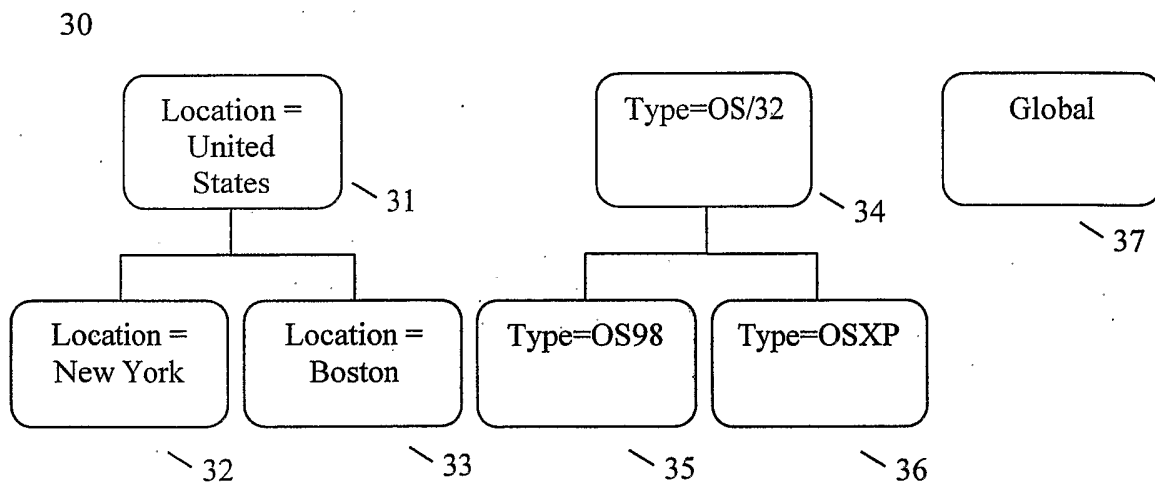 30
Location =
United
States
31
Type=OS/32
34
Global
37
Location =
New York
32
Location =
Boston
33
Type=OS98
35
Type=OSXP
36